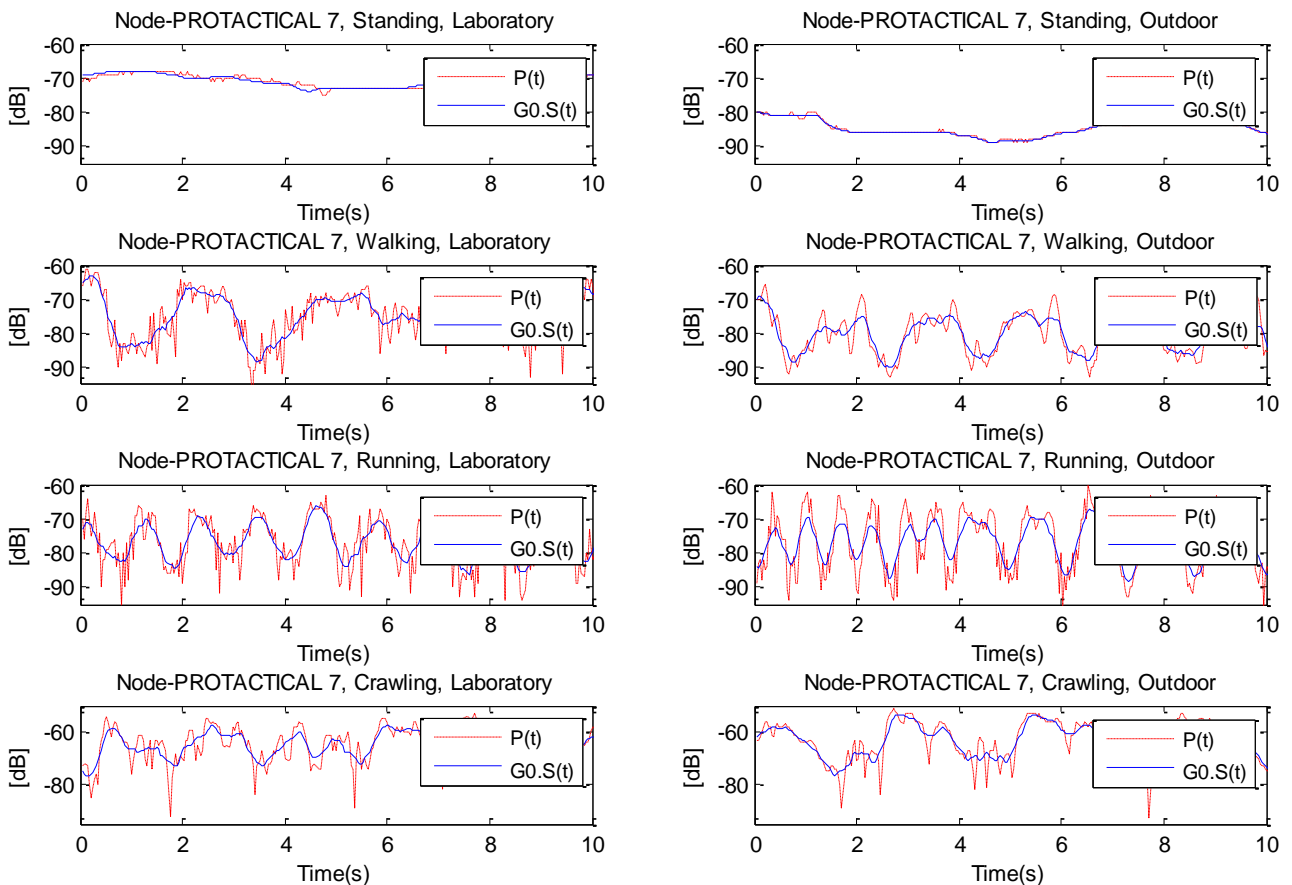 Node-PROTACTICAL 7, Standing, Laboratory
-60
-70
-80
-90
[dB]
P(t)
G0.S(t)
0 2 4 6 8 10
Time(s)
Node-PROTACTICAL 7, Standing, Outdoor
-60
-70
-80
-90
[dB]
P(t)
G0.S(t)
0 2 4 6 8 10
Time(s)
Node-PROTACTICAL 7, Walking, Laboratory
-60
-70
-80
-90
[dB]
P(t)
G0.S(t)
0 2 4 6 8 10
Time(s)
Node-PROTACTICAL 7, Walking, Outdoor
-60
-70
-80
-90
[dB]
P(t)
G0.S(t)
0 2 4 6 8 10
Time(s)
Node-PROTACTICAL 7, Running, Laboratory
-60
-70
-80
-90
[dB]
P(t)
G0.S(t)
0 2 4 6 8 10
Time(s)
Node-PROTACTICAL 7, Running, Outdoor
-60
-70
-80
-90
[dB]
P(t)
G0.S(t)
0 2 4 6 8 10
Time(s)
Node-PROTACTICAL 7, Crawling, Laboratory
-60
-80
[dB]
P(t)
G0.S(t)
0 2 4 6 8 10
Time(s)
Node-PROTACTICAL 7, Crawling, Outdoor
-60
-80
[dB]
P(t)
G0.S(t)
0 2 4 6 8 10
Time(s)